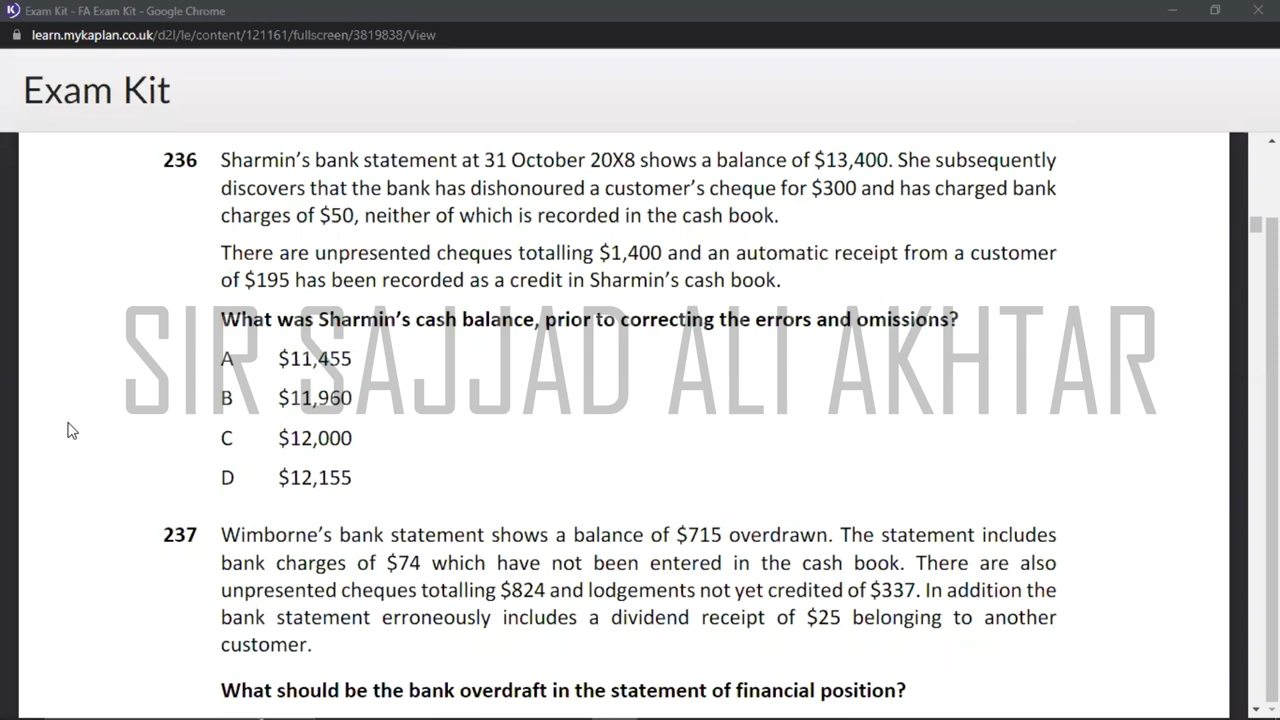 Exam Kit - FA Exam Kit - Google Chrome
learn.mykaplan.co.uk/d2l/le/content/121161/fullscreen/3819838/View
Exam Kit
236 Sharmin's bank statement at 31 October 20X8 shows a balance of $13,400. She subsequently
discovers that the bank has dishonoured a customer's cheque for $300 and has charged bank
charges of $50, neither of which is recorded in the cash book.
There are unpresented cheques totalling $1,400 and an automatic receipt from a customer
of $195 has been recorded as a credit in Sharmin's cash book.
What was Sharmin's cash balance, prior to correcting the errors and omissions?
SIR SAJJAD ALI AKHTAR
A $11,455
B $11,960
C $12,000
D $12,155
237 Wimborne's bank statement shows a balance of $715 overdrawn. The statement includes
bank charges of $74 which have not been entered in the cash book. There are also
unpresented cheques totalling $824 and lodgements not yet credited of $337. In addition the
bank statement erroneously includes a dividend receipt of $25 belonging to another
customer.
What should be the bank overdraft in the statement of financial position?